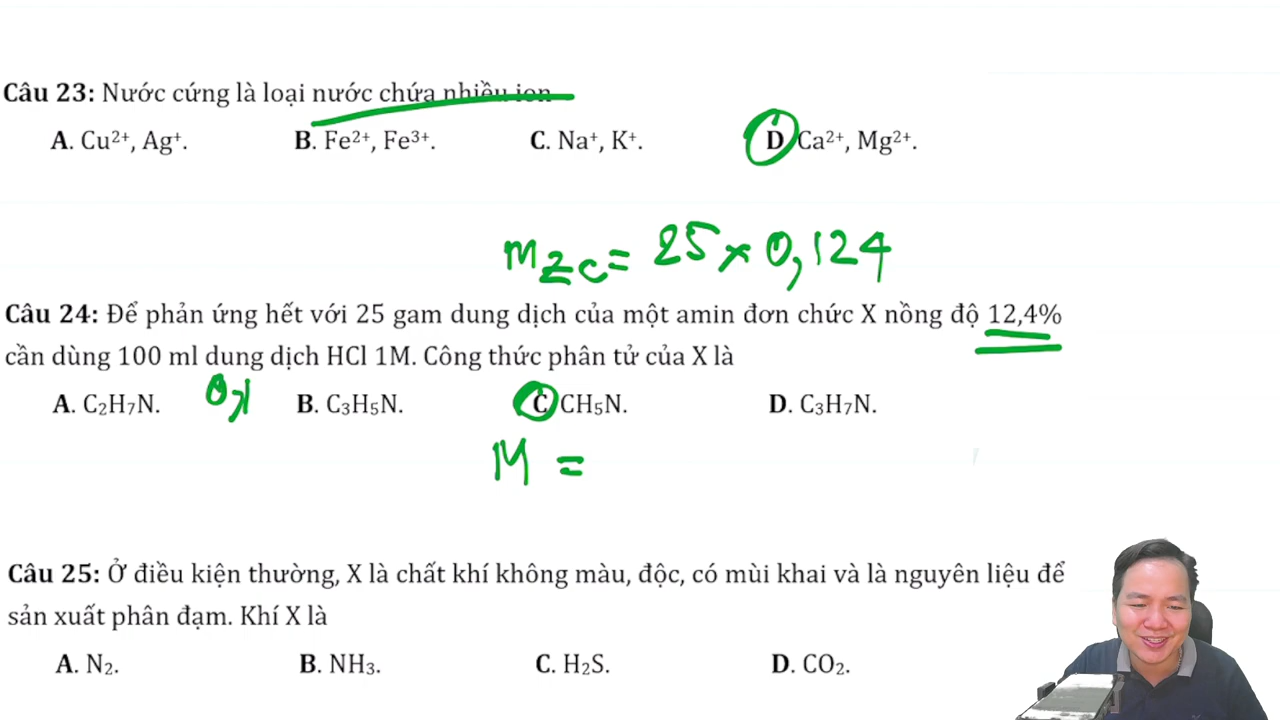 Câu 23: Nước cứng là loại nước chứa nhiều ion
A. Cu²⁺, Ag⁺. B. Fe²⁺, Fe³⁺. C. Na⁺, K⁺. D. Ca²⁺, Mg²⁺.
= 25 × 0,124
Câu 24: Để phản ứng hết với 25 gam dung dịch của một amin đơn chức X nồng độ 12,4%
cần dùng 100 ml dung dịch HCl 1M. Công thức phân tử của X là
0,1
A. C₂H₇N. B. C₃H₅N. C. CH₅N. D. C₃H₇N.
M =
Câu 25: Ở điều kiện thường, X là chất khí không màu, độc, có mùi khai và là nguyên liệu để
sản xuất phân đạm. Khí X là
A. N₂. B. NH₃. C. H₂S. D. CO₂.